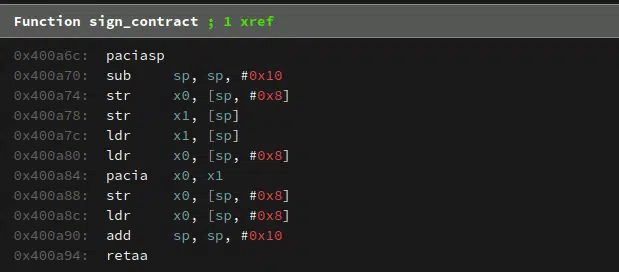 Function sign_contract ; 1 xref
0x400a6c: paciasp
0x400a70: sub sp, sp, #0x10
0x400a74: str x0, [sp, #0x8]
0x400a78: str x1, [sp]
0x400a7c: ldr x1, [sp]
0x400a80: ldr x0, [sp, #0x8]
0x400a84: pacia x0, x1
0x400a88: str x0, [sp, #0x8]
0x400a8c: ldr x0, [sp, #0x8]
0x400a90: add sp, sp, #0x10
0x400a94: retaa